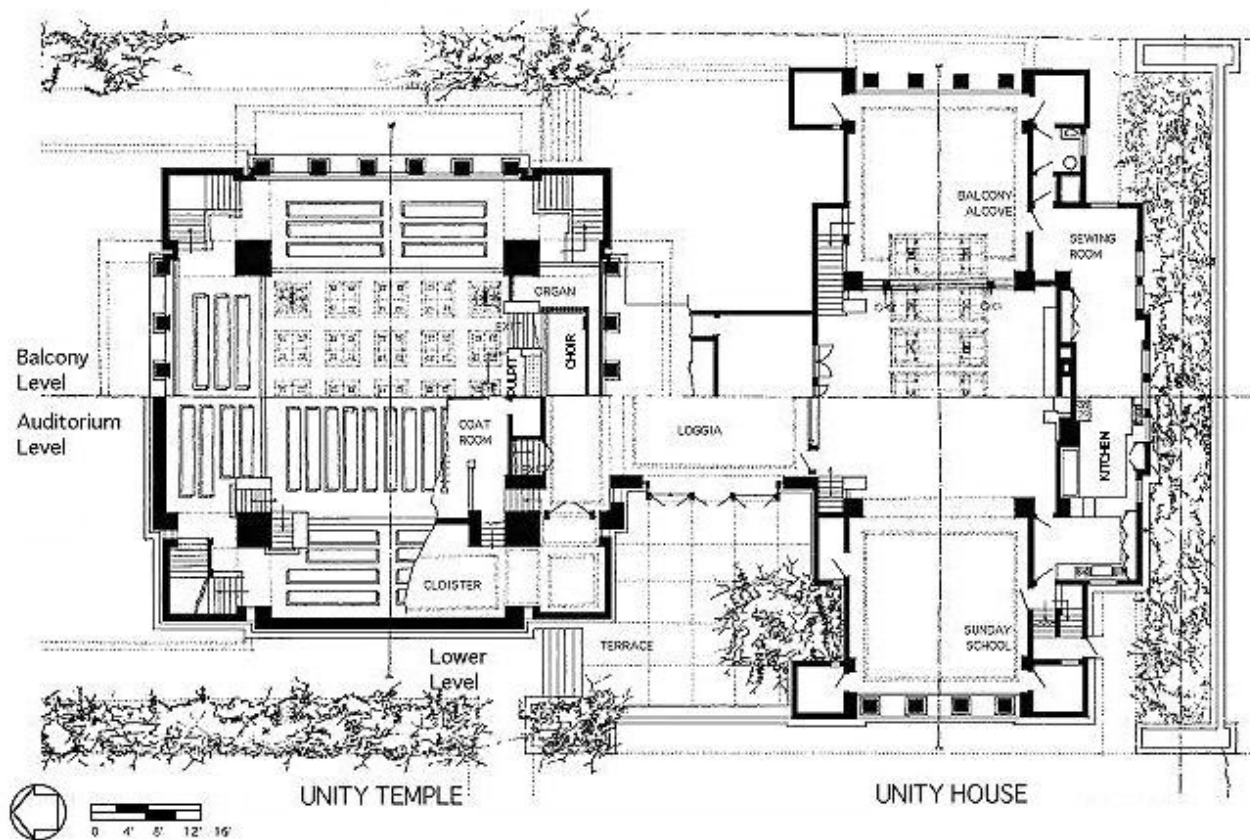 BALCONY
ALCOVE
SEWING
ROOM
ORGAN
EXIT
CHOIR
PULPIT
Balcony
Level
Auditorium
Level
COAT
ROOM
LOGGIA
KITCHEN
CLOISTER
TERRACE
SUNDAY
SCHOOL
Lower
Level
UNITY TEMPLE
UNITY HOUSE
0 4' 8' 12' 16'